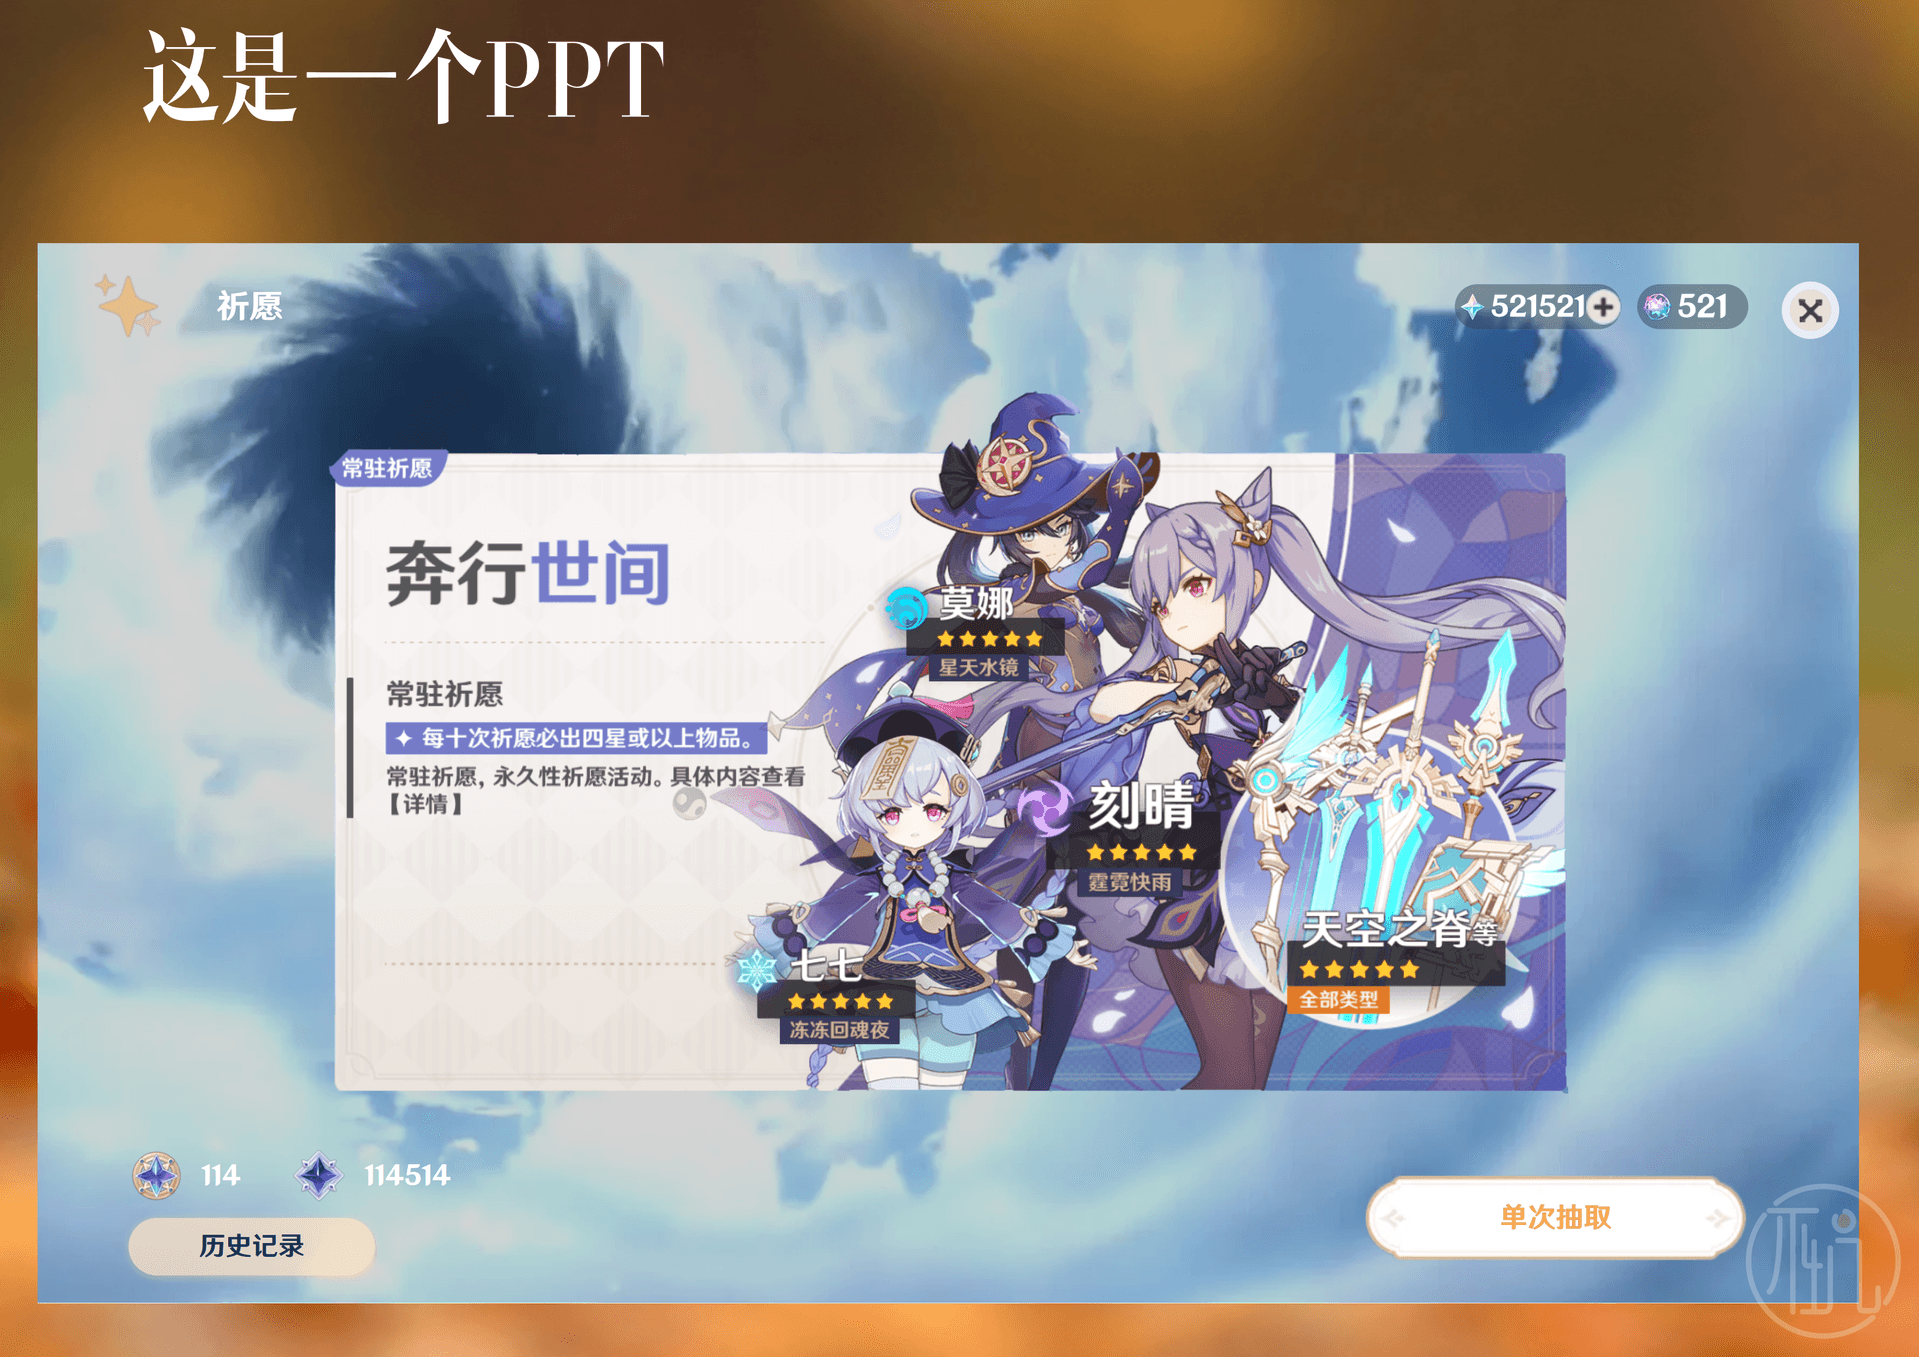 这是一个PPT
祈愿
521521
521
常驻祈愿
奔行世间
常驻祈愿
每十次祈愿必出四星或以上物品。
常驻祈愿，永久性祈愿活动。具体内容查看
【详情】
莫娜
星天水镜
刻晴
霆霓快雨
七七
冻冻回魂夜
天空之脊等
全部类型
114
114514
历史记录
单次抽取